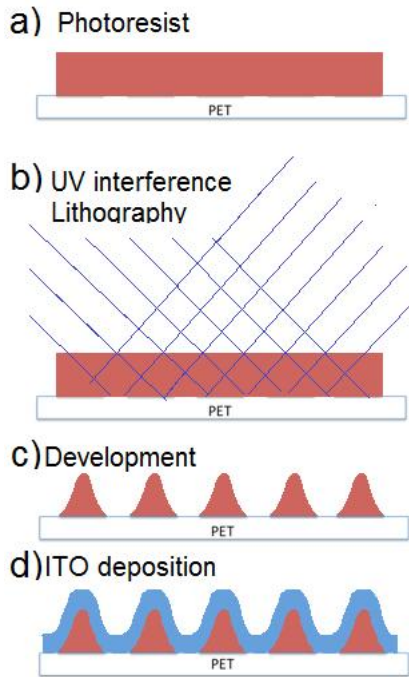 a) Photoresist
PET
b) UV interference
Lithography
PET
c) Development
PET
d) ITO deposition
PET